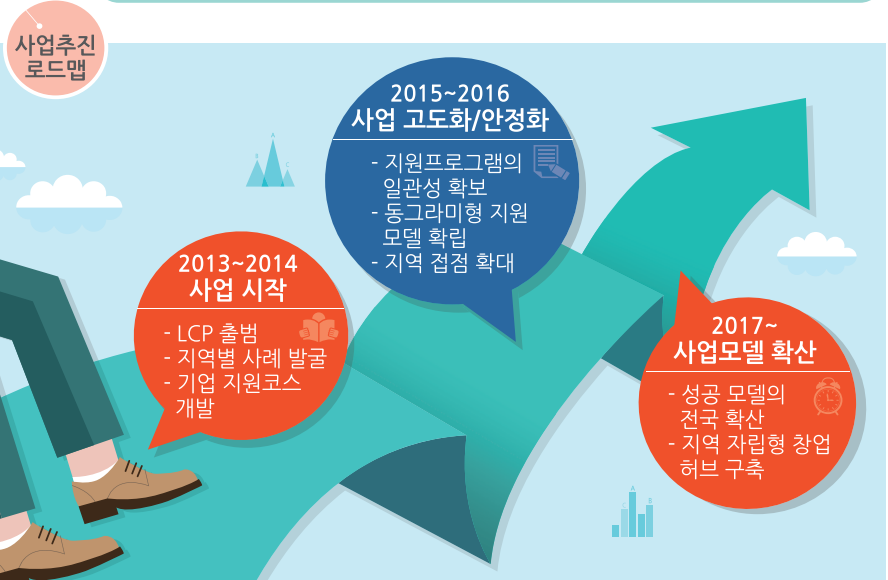 사업추진
로드맵
2015~2016
사업 고도화/안정화
- 지원프로그램의
일관성 확보
- 동그라미형 지원
모델 확립
- 지역 접점 확대
2013~2014
사업 시작
- LCP 출범
- 지역별 사례 발굴
- 기업 지원코스
개발
2017~
사업모델 확산
- 성공 모델의
전국 확산
- 지역 자립형 창업
허브 구축
A
B
C
A
B
C